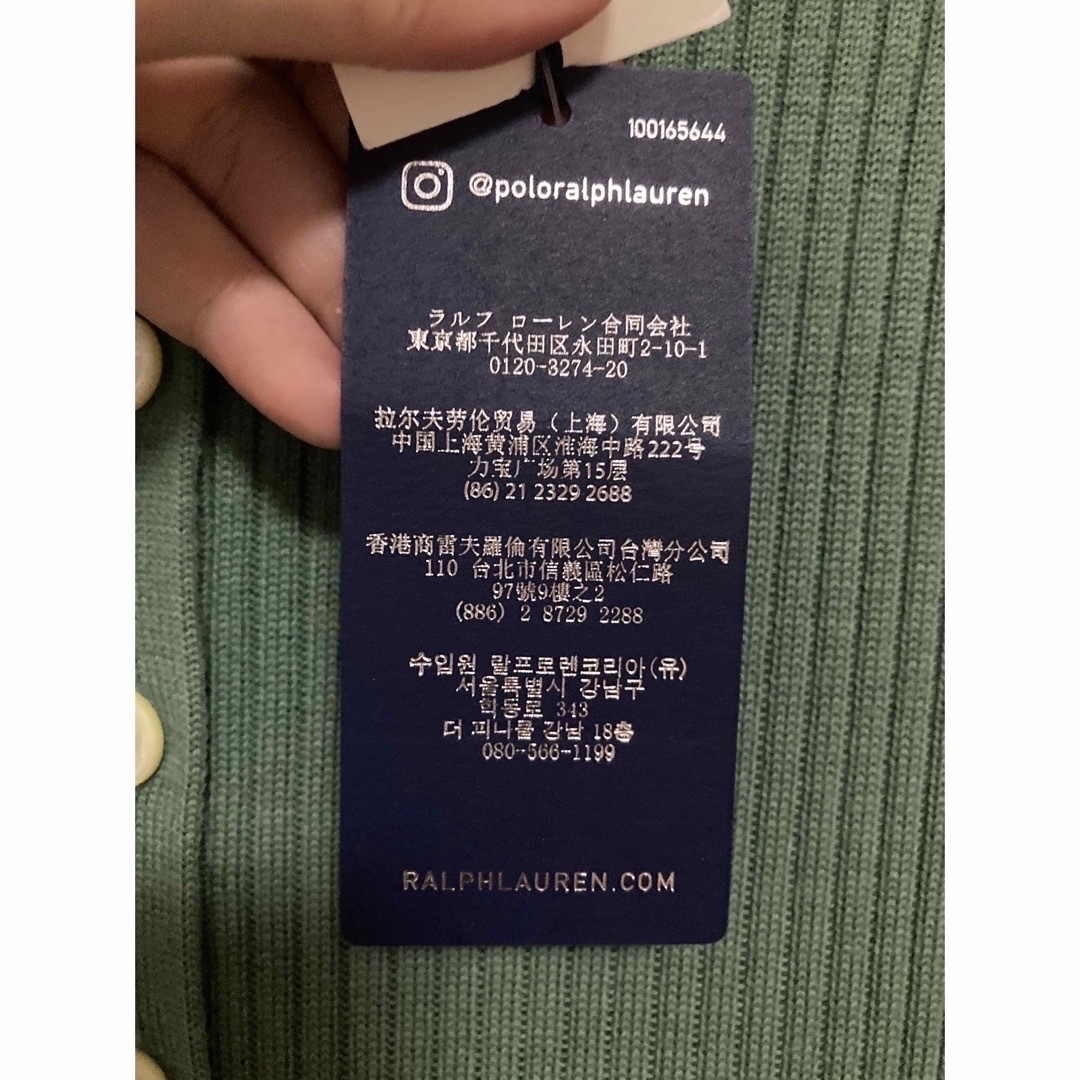 100165644
@poloralphlauren
ラルフ ローレン合同会社
東京都千代田区永田町2-10-1
0120-3274-20
拉尔夫劳伦贸易（上海）有限公司
中国上海黄浦区淮海中路222号
力宝广场第15层
(86) 21 2329 2688
香港商雷夫羅倫有限公司台灣分公司
110 台北市信義區松仁路
97號9樓之2
(886) 2 8729 2288
수입원 랄프로렌코리아(유)
서울특별시 강남구
학동로 343
더 피나클 강남 18층
080-566-1199
RALPHLAUREN.COM